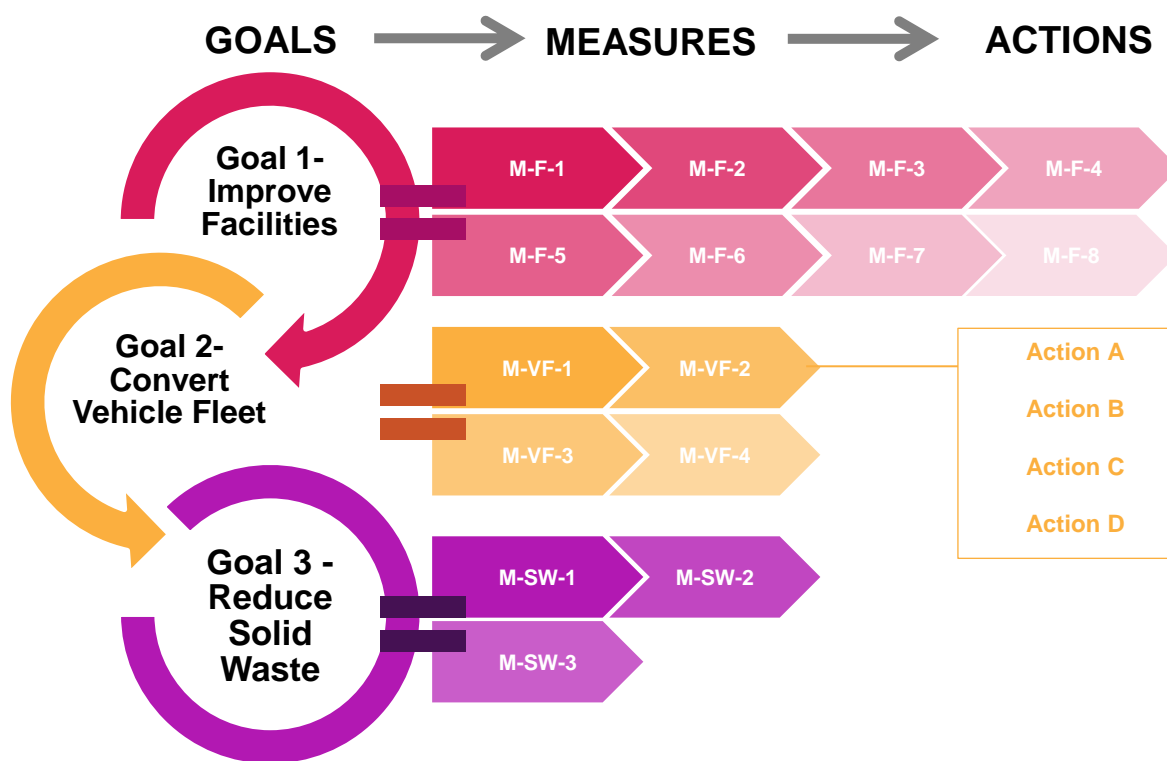 GOALS
MEASURES
ACTIONS
Goal 1-
Improve
Facilities
M-F-1
M-F-2
M-F-3
M-F-4
M-F-5
M-F-6
M-F-7
M-F-8
Goal 2-
Convert
Vehicle Fleet
M-VF-1
M-VF-2
M-VF-3
M-VF-4
Action A
Action B
Action C
Action D
Goal 3 -
Reduce
Solid
Waste
M-SW-1
M-SW-2
M-SW-3